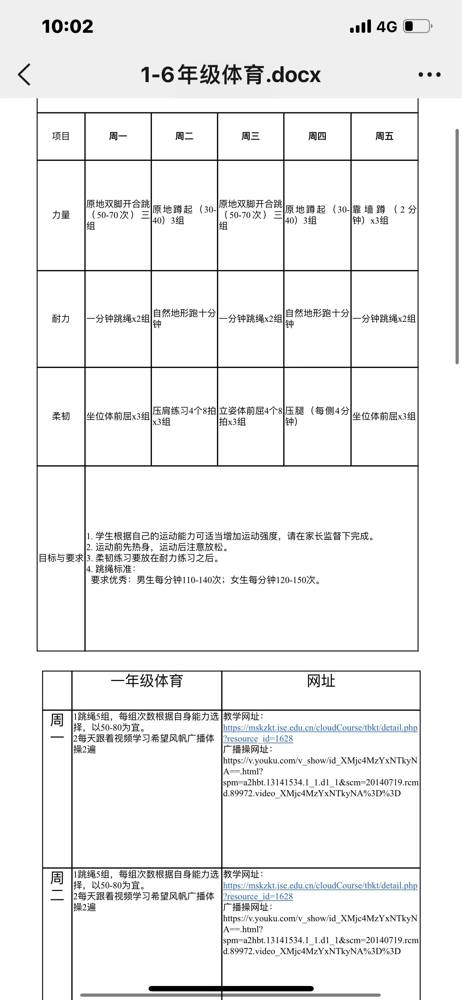 10:02
4G
1-6年级体育.docx
项目
周一
周二
周三
周四
周五
力量
原地双脚开合跳
（50-70次）三
组
原地蹲起（30-
40）3组
原地双脚开合跳
（50-70次）三
组
原地蹲起（30-
40）3组
靠墙蹲（2分
钟）x3组
耐力
一分钟跳绳x2组
自然地形跑十分
钟
一分钟跳绳x2组
自然地形跑十分
钟
一分钟跳绳x2组
柔韧
坐位体前屈x3组
压肩练习4个8拍
x3组
立姿体前屈4个8
拍x3组
压腿（每侧4分
钟）
坐位体前屈x3组
目标与要求
1. 学生根据自己的运动能力可适当增加运动强度，请在家长监督下完成。
2. 运动前先热身，运动后注意放松。
3. 柔韧练习要放在耐力练习之后。
4. 跳绳标准：
要求优秀：男生每分钟110-140次；女生每分钟120-150次。
一年级体育
网址
周
一
1跳绳5组，每组次数根据自身能力选
择，以50-80为宜。
2每天跟着视频学习希望风帆广播体
操2遍
教学网址：
https://mskzkt.jse.edu.cn/cloudCourse/tbkt/detail.php
?resource_id=1628
广播操网址：
https://v.youku.com/v_show/id_XMjc4MzYxNTkyN
A==.html?
spm=a2hbt.13141534.1_1.d1_1&scm=20140719.rcm
d.89972.video_XMjc4MzYxNTkyNA%3D%3D
周
二
1跳绳5组，每组次数根据自身能力选
择，以50-80为宜。
2每天跟着视频学习希望风帆广播体
操2遍
教学网址：
https://mskzkt.jse.edu.cn/cloudCourse/tbkt/detail.php
?resource_id=1628
广播操网址：
https://v.youku.com/v_show/id_XMjc4MzYxNTkyN
A==.html?
spm=a2hbt.13141534.1_1.d1_1&scm=20140719.rcm
d.89972.video_XMjc4MzYxNTkyNA%3D%3D